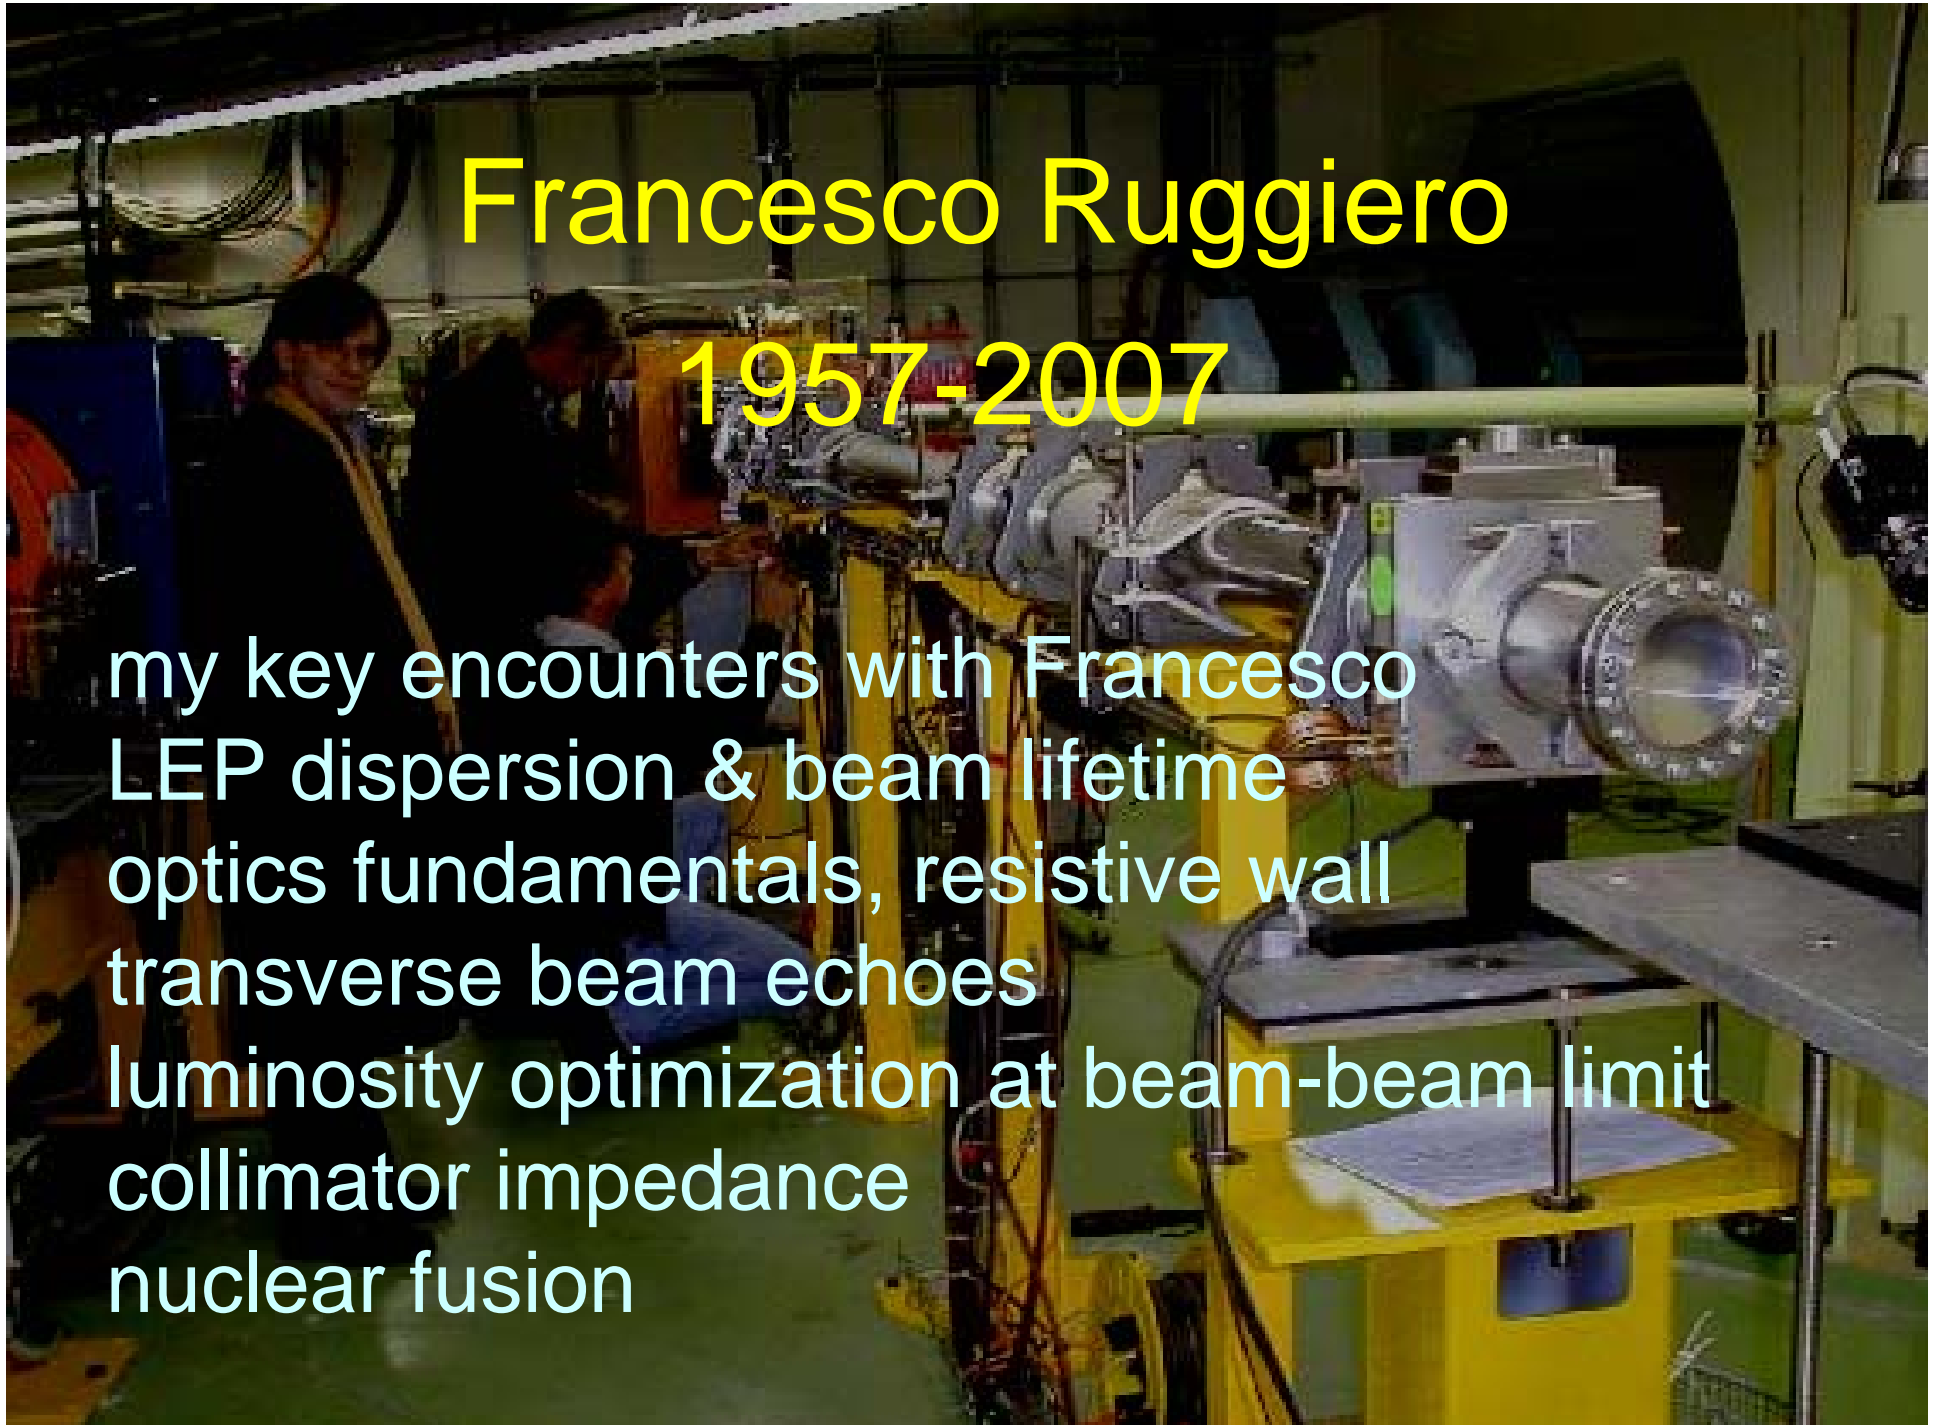 Francesco Ruggiero
1957-2007
my key encounters with Francesco
LEP dispersion & beam lifetime
optics fundamentals, resistive wall
transverse beam echoes
luminosity optimization at beam-beam limit
collimator impedance
nuclear fusion